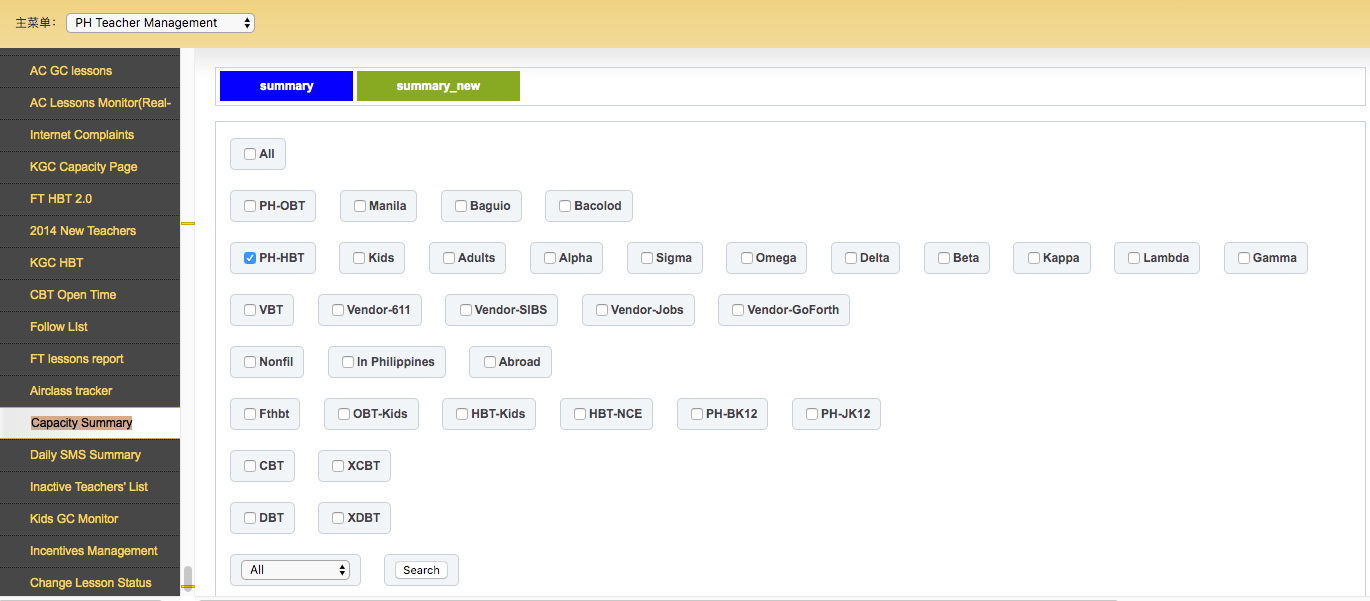 主菜单： PH Teacher Management
AC GC lessons
AC Lessons Monitor(Real-
Internet Complaints
KGC Capacity Page
FT HBT 2.0
2014 New Teachers
KGC HBT
CBT Open Time
Follow LIst
FT lessons report
Airclass tracker
Capacity Summary
Daily SMS Summary
Inactive Teachers' List
Kids GC Monitor
Incentives Management
Change Lesson Status
summary summary_new
All
PH-OBT Manila Baguio Bacolod
PH-HBT Kids Adults Alpha Sigma Omega Delta Beta Kappa Lambda Gamma
VBT Vendor-611 Vendor-SIBS Vendor-Jobs Vendor-GoForth
Nonfil In Philippines Abroad
Fthbt OBT-Kids HBT-Kids HBT-NCE PH-BK12 PH-JK12
CBT XCBT
DBT XDBT
All Search